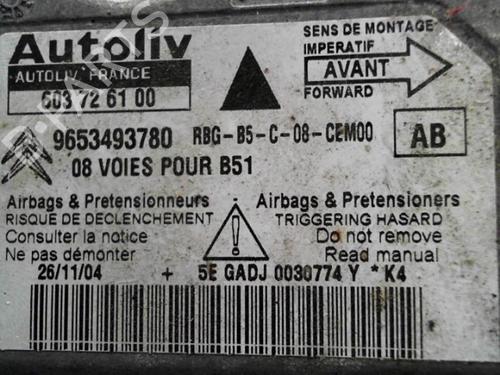 Autoliv
AUTOLIV FRANCE
603 72 61 00
SENS DE MONTAGE
IMPERATIF
AVANT
FORWARD
9653493780 RBG-B5-C-08-CEM00 AB
08 VOIES POUR B51
Airbags & Pretensionneurs
RISQUE DE DECLENCHEMENT
Consulter la notice
Ne pas démonter
Airbags & Pretensioners
TRIGGERING HASARD
Do not remove
Read manual
26/11/04 + 5E GADJ 0030774 Y * K4